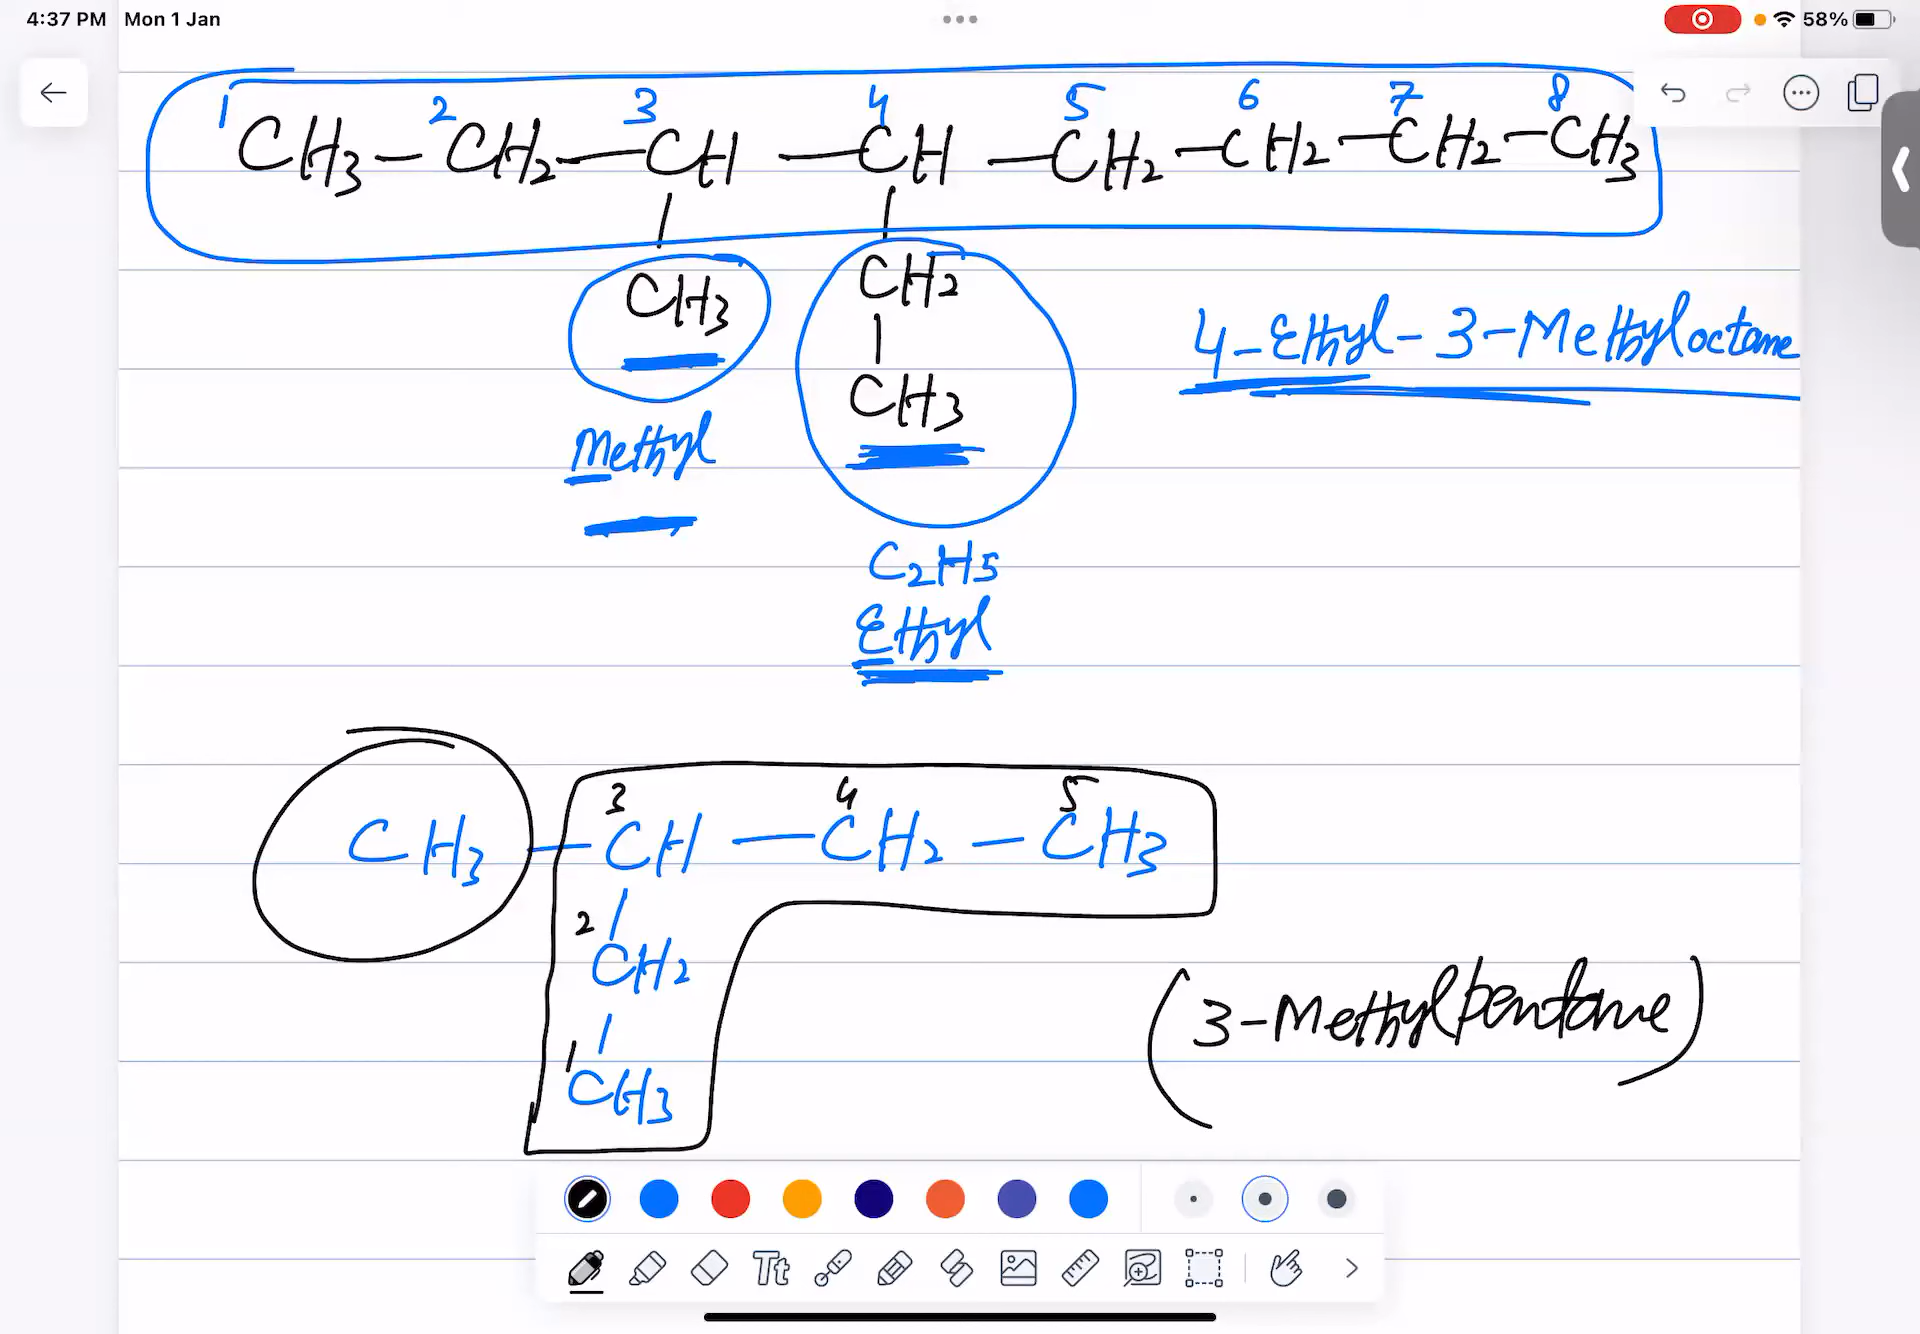 4:37 PM Mon 1 Jan
58%
1 2 3 4 5 6 7 8
CH3 – CH2 — CH — CH — CH2 – CH2 – CH2 – CH3
CH3 CH2
4-Ethyl-3-Methyloctane
CH3
Methyl
C2H5
Ethyl
3 4 5
CH3 – CH — CH2 – CH3
2
CH2
(3-Methylpentane)
1
CH3
Tt